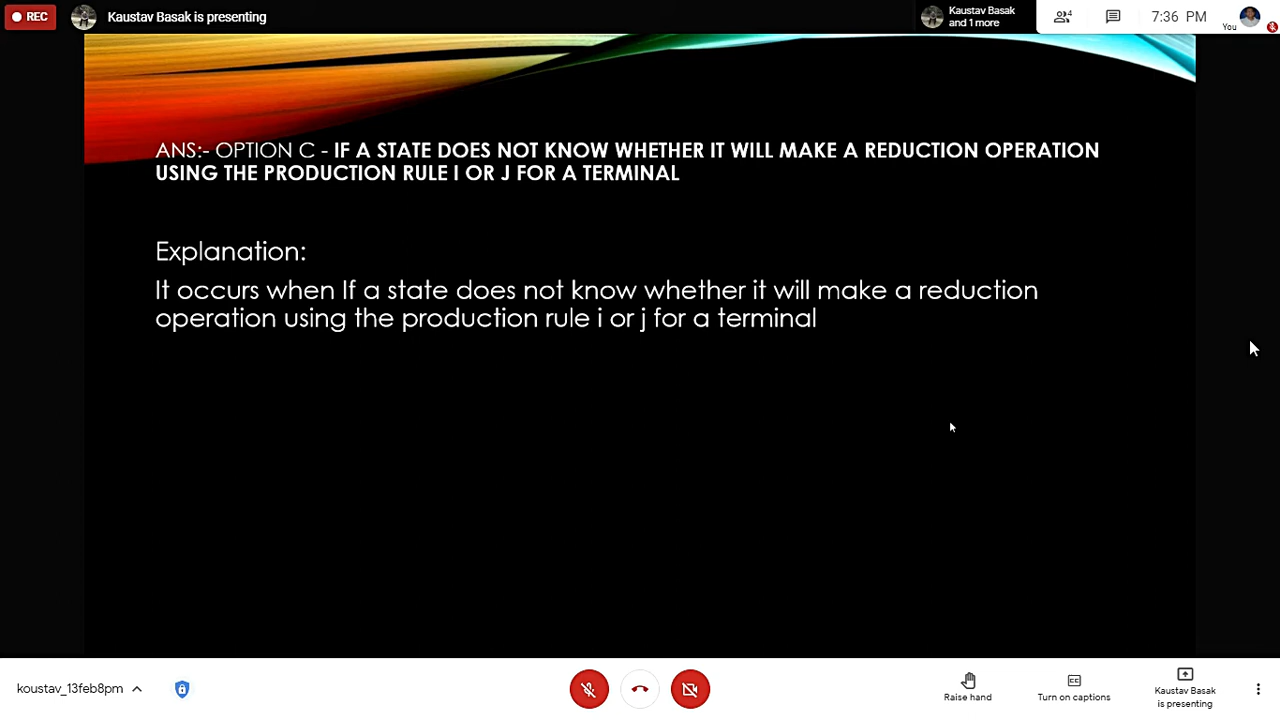 REC
Kaustav Basak is presenting
Kaustav Basak
and 1 more
4
7:36 PM
You
ANS:- OPTION C - IF A STATE DOES NOT KNOW WHETHER IT WILL MAKE A REDUCTION OPERATION
USING THE PRODUCTION RULE I OR J FOR A TERMINAL
Explanation:
It occurs when If a state does not know whether it will make a reduction
operation using the production rule i or j for a terminal
koustav_13feb8pm
Raise hand
Turn on captions
Kaustav Basak
is presenting